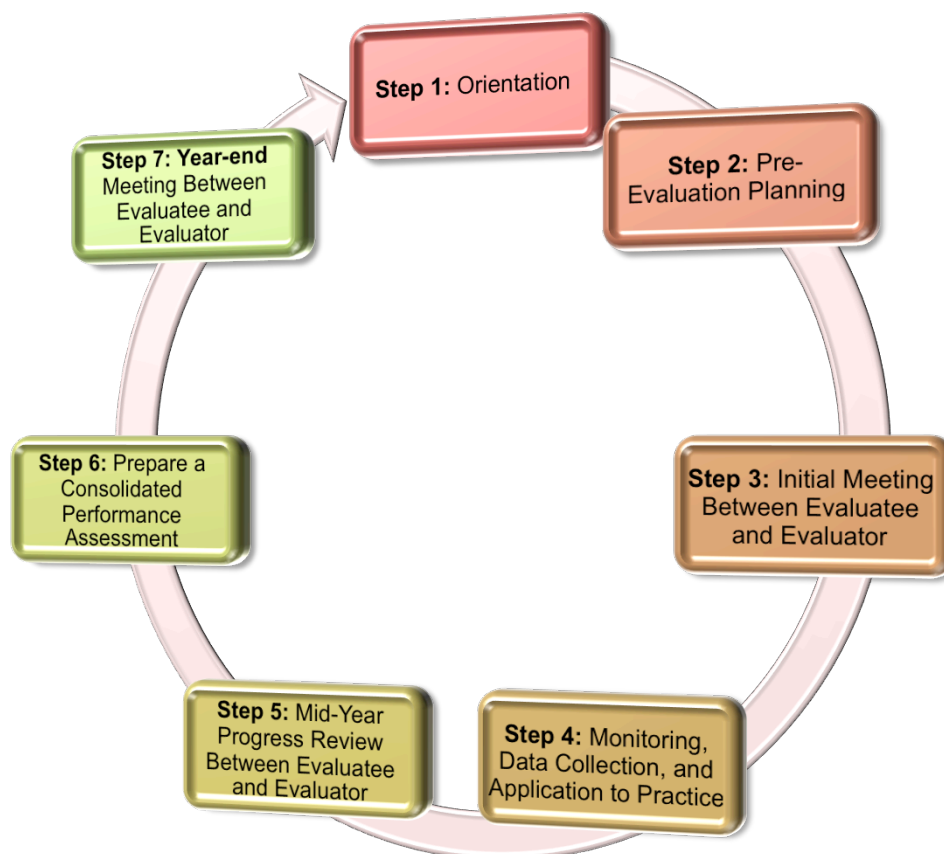 Step 1: Orientation
Step 2: Pre-
Evaluation Planning
Step 3: Initial Meeting
Between Evaluatee
and Evaluator
Step 4: Monitoring,
Data Collection, and
Application to Practice
Step 5: Mid-Year
Progress Review
Between Evaluatee
and Evaluator
Step 6: Prepare a
Consolidated
Performance
Assessment
Step 7: Year-end
Meeting Between
Evaluatee and
Evaluator